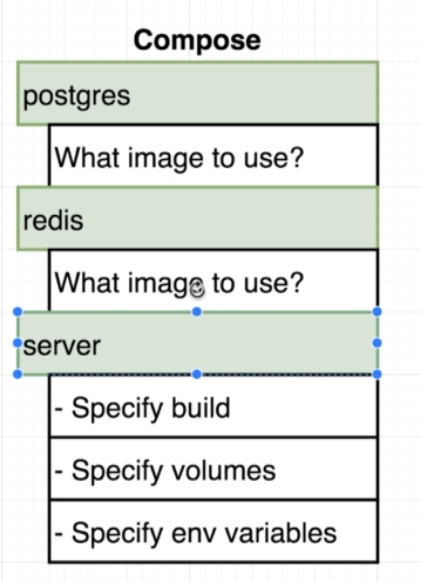 Compose
postgres
What image to use?
redis
What image to use?
server
- Specify build
- Specify volumes
- Specify env variables